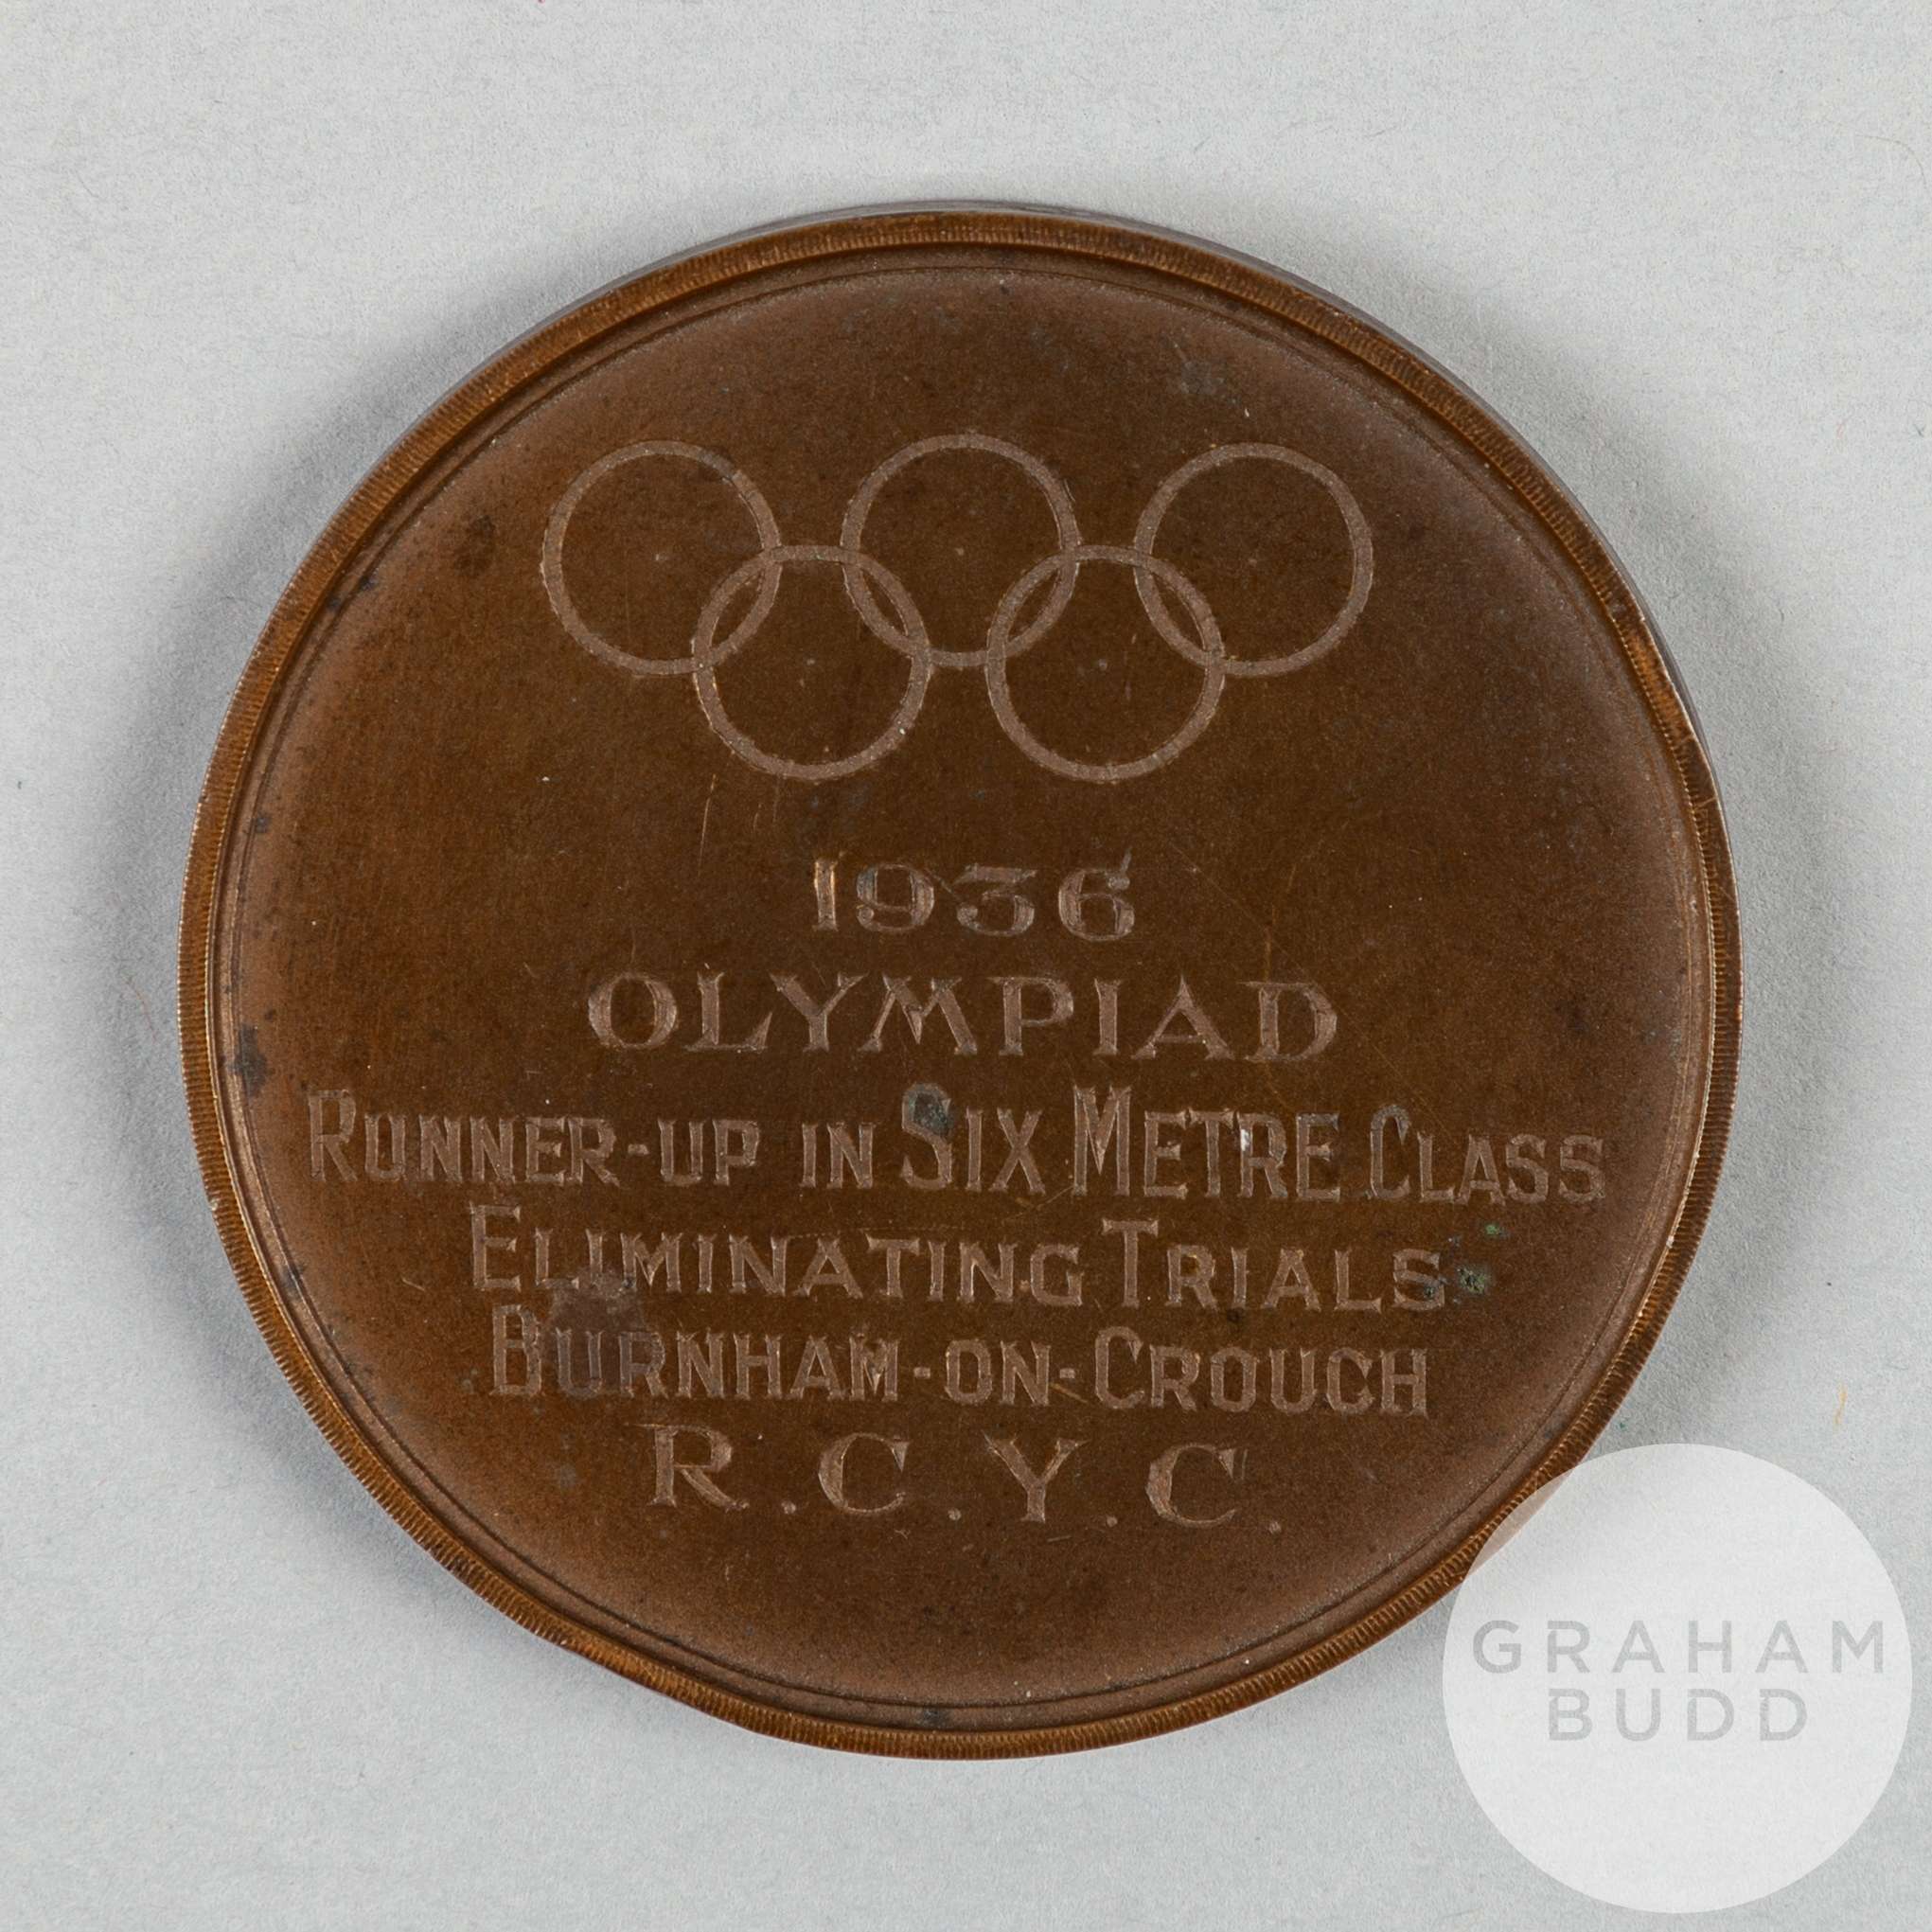 1936
OLYMPIAD
RUNNER-UP IN SIX METRE CLASS
ELIMINATING TRIALS
BURNHAM-ON-CROUCH
R.C.Y.C.
GRAHAM
BUDD